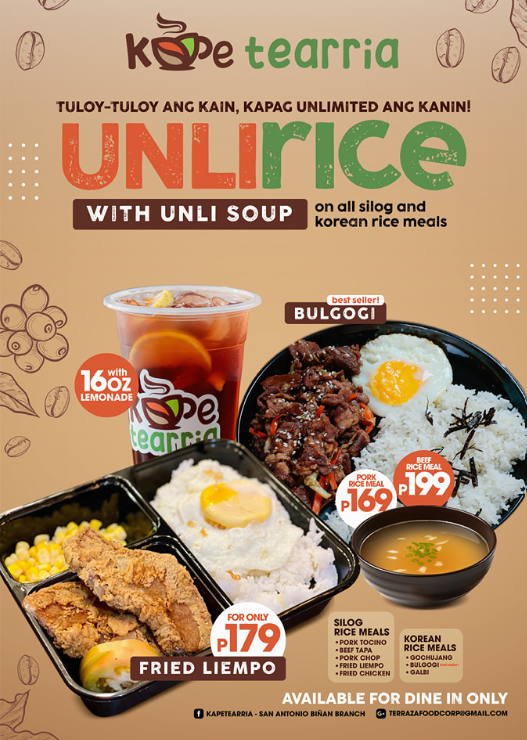 Kape tearria
TULOY-TULOY ANG KAIN, KAPAG UNLIMITED ANG KANIN!
UNLIRICE
WITH UNLI SOUP
on all silog and
korean rice meals
best seller!
BULGOGI
with
16oz
LEMONADE
Kape
tearria
PORK
RICE MEAL
P169
BEEF
RICE MEAL
P199
FOR ONLY
P179
FRIED LIEMPO
SILOG
RICE MEALS
• PORK TOCINO
• BEEF TAPA
• PORK CHOP
• FRIED LIEMPO
• FRIED CHICKEN
KOREAN
RICE MEALS
• GOCHUJANG
• BULGOGI
• GALBI
AVAILABLE FOR DINE IN ONLY
KAPETEARRIA - SAN ANTONIO BIÑAN BRANCH
TERRAZAFOODCORP@GMAIL.COM